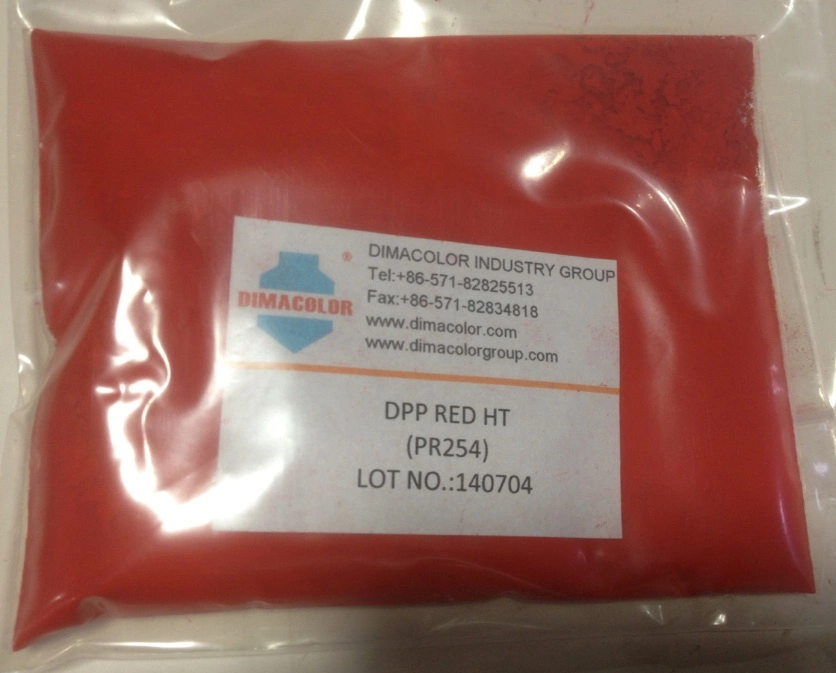 ®
DIMACOLOR
DIMACOLOR INDUSTRY GROUP
Tel:+86-571-82825513
Fax:+86-571-82834818
www.dimacolor.com
www.dimacolorgroup.com
DPP RED HT
(PR254)
LOT NO.:140704